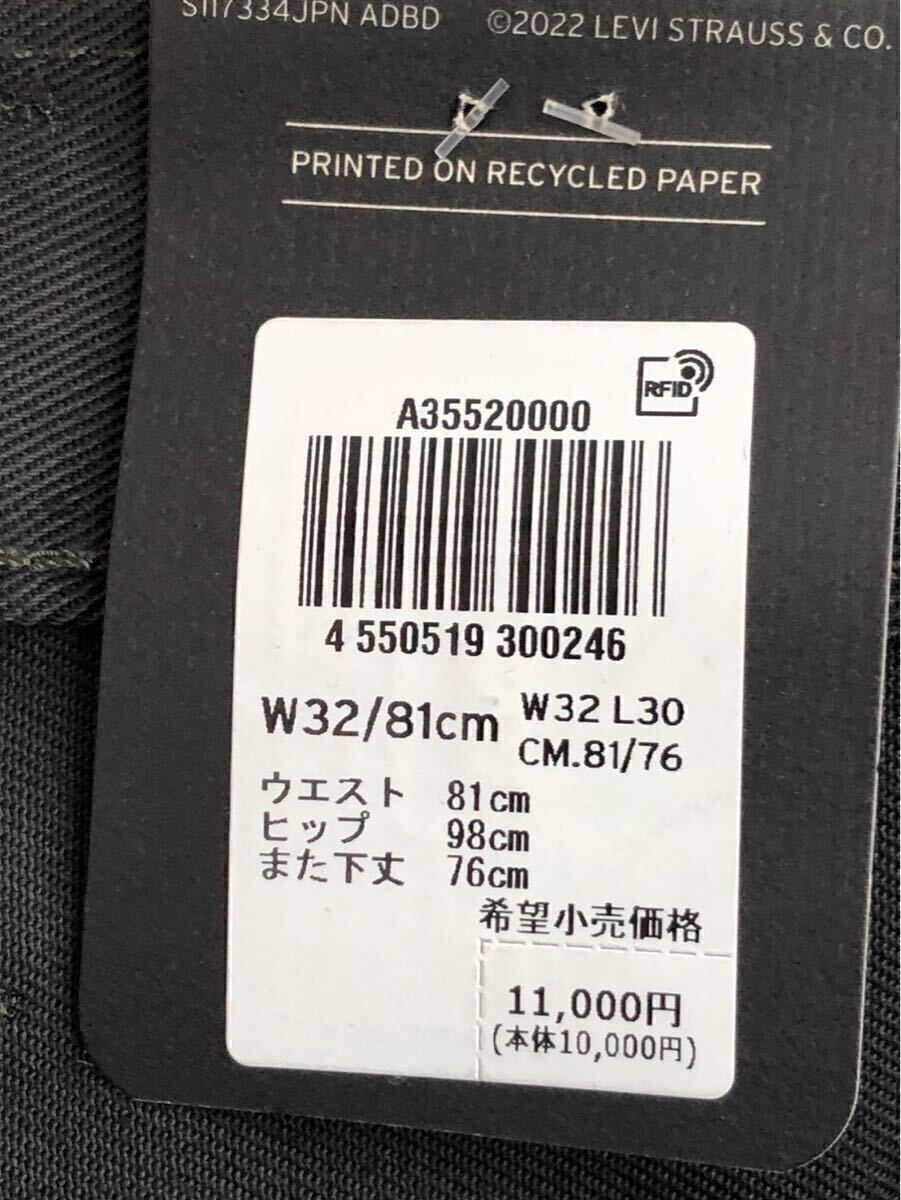 S117334JPN ADBD ©2022 LEVI STRAUSS & CO.
PRINTED ON RECYCLED PAPER
RFID
A35520000
4 550519 300246
W32/81cm
W32 L30
CM.81/76
ウエスト 81cm
ヒップ 98cm
また下丈 76cm
希望小売価格
11,000円
(本体10,000円)